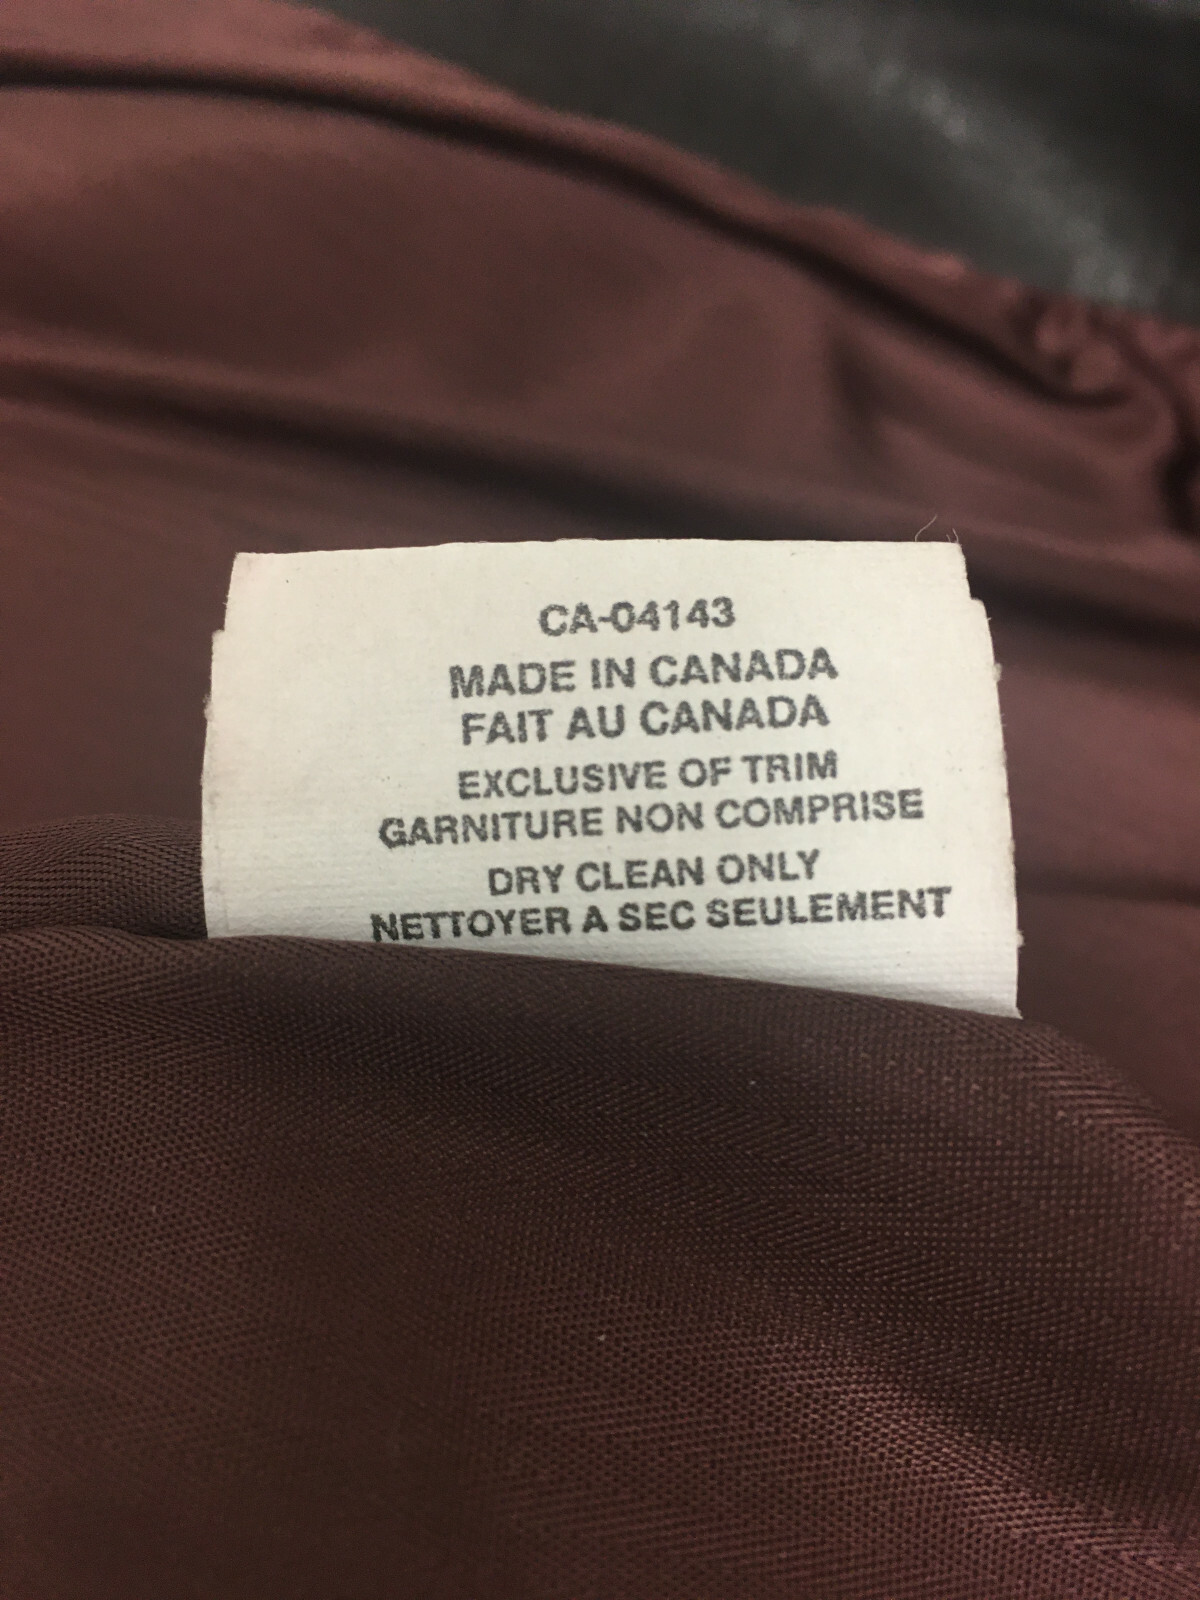 CA-04143
MADE IN CANADA
FAIT AU CANADA
EXCLUSIVE OF TRIM
GARNITURE NON COMPRISE
DRY CLEAN ONLY
NETTOYER A SEC SEULEMENT